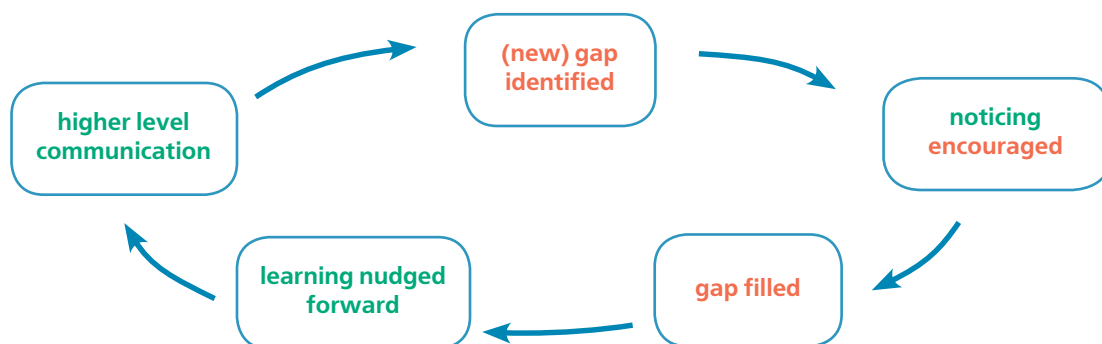 (new) gap
identified
noticing
encouraged
gap filled
learning nudged
forward
higher level
communication